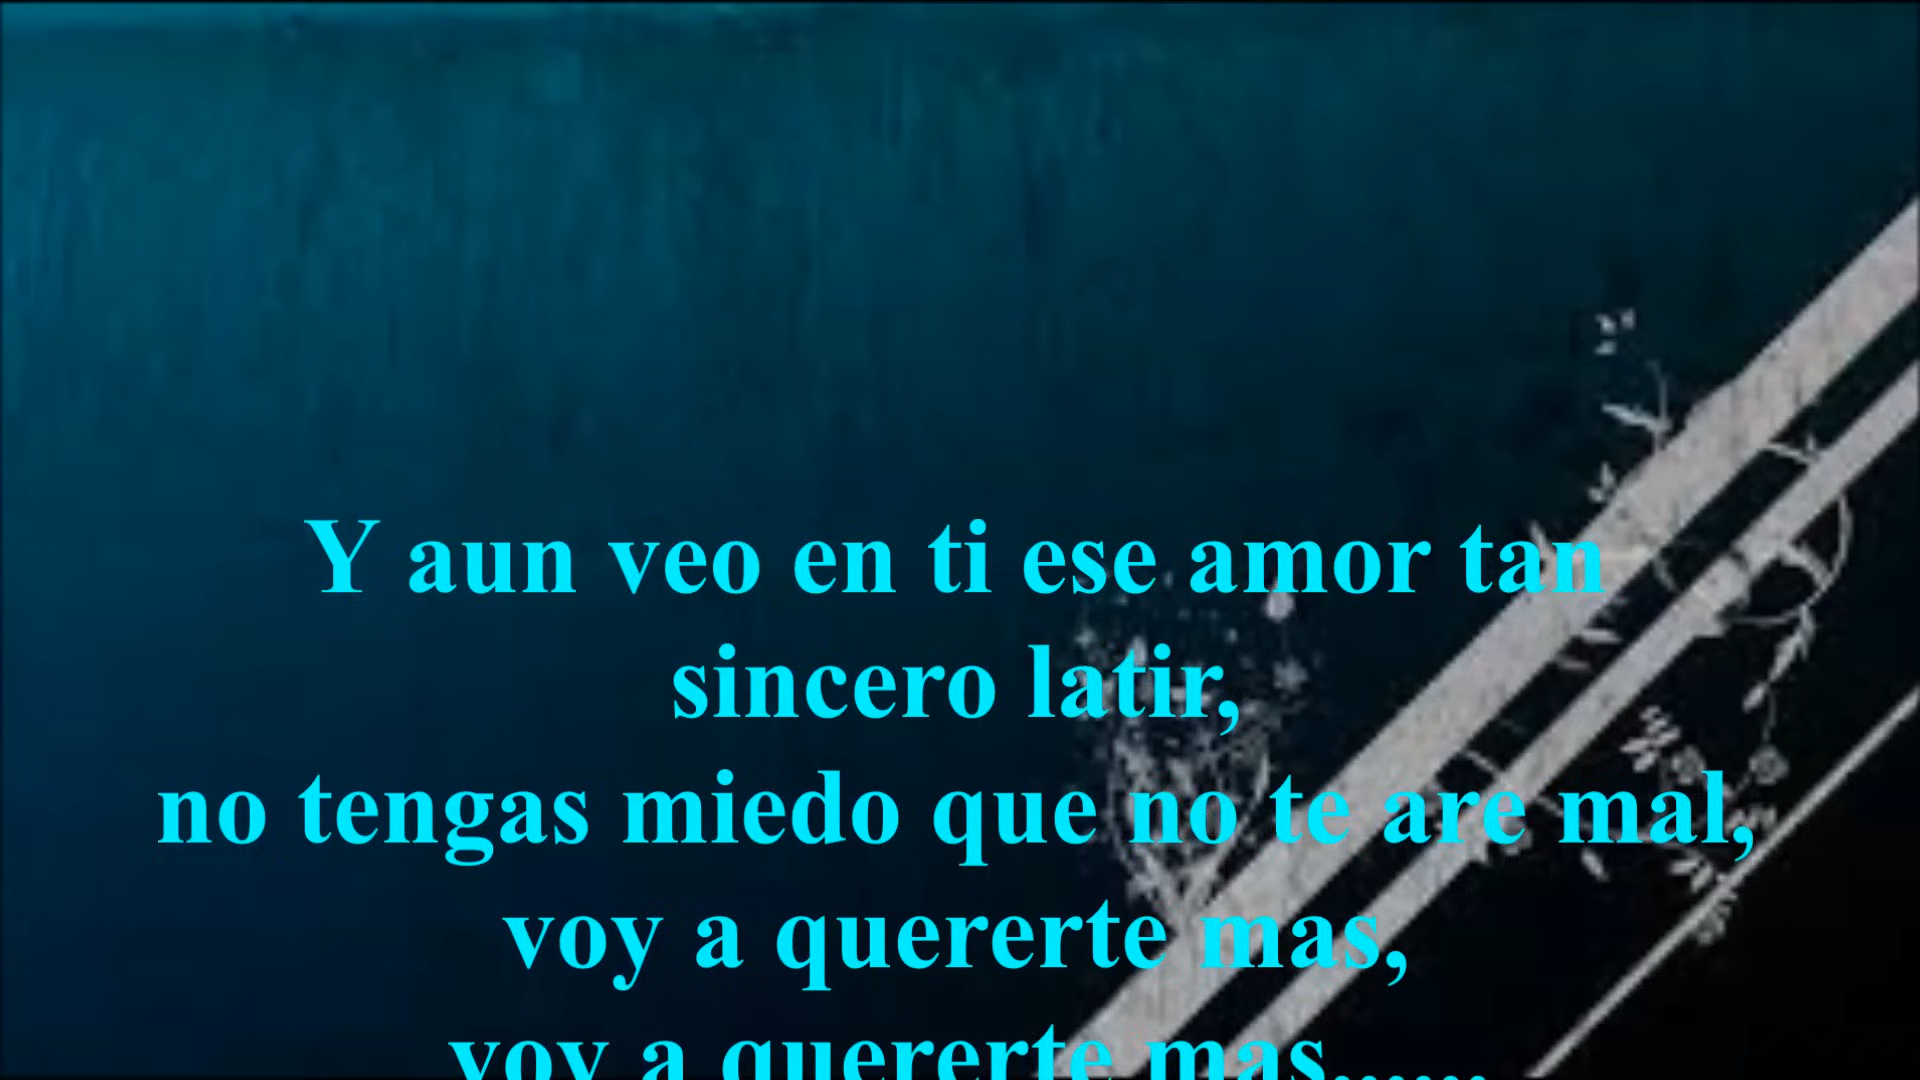 Y aun veo en ti ese amor tan
sincero latir,
no tengas miedo que no te are mal,
voy a quererte mas,
voy a quererte mas......